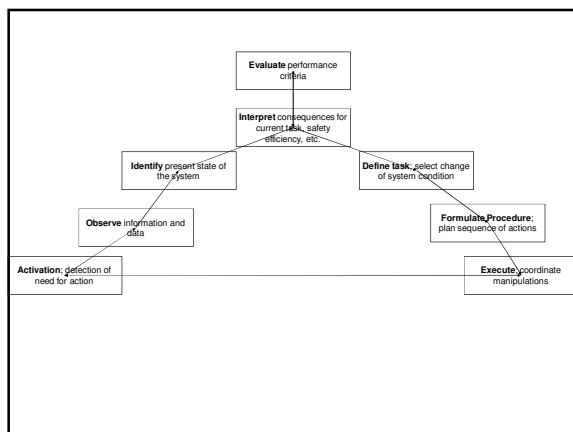 Evaluate performance
criteria
Interpret consequences for
current task, safety
efficiency, etc.
Identify present state of
the system
Define task; select change
of system condition
Observe information and
data
Formulate Procedure;
plan sequence of actions
Activation; detection of
need for action
Execute; coordinate
manipulations